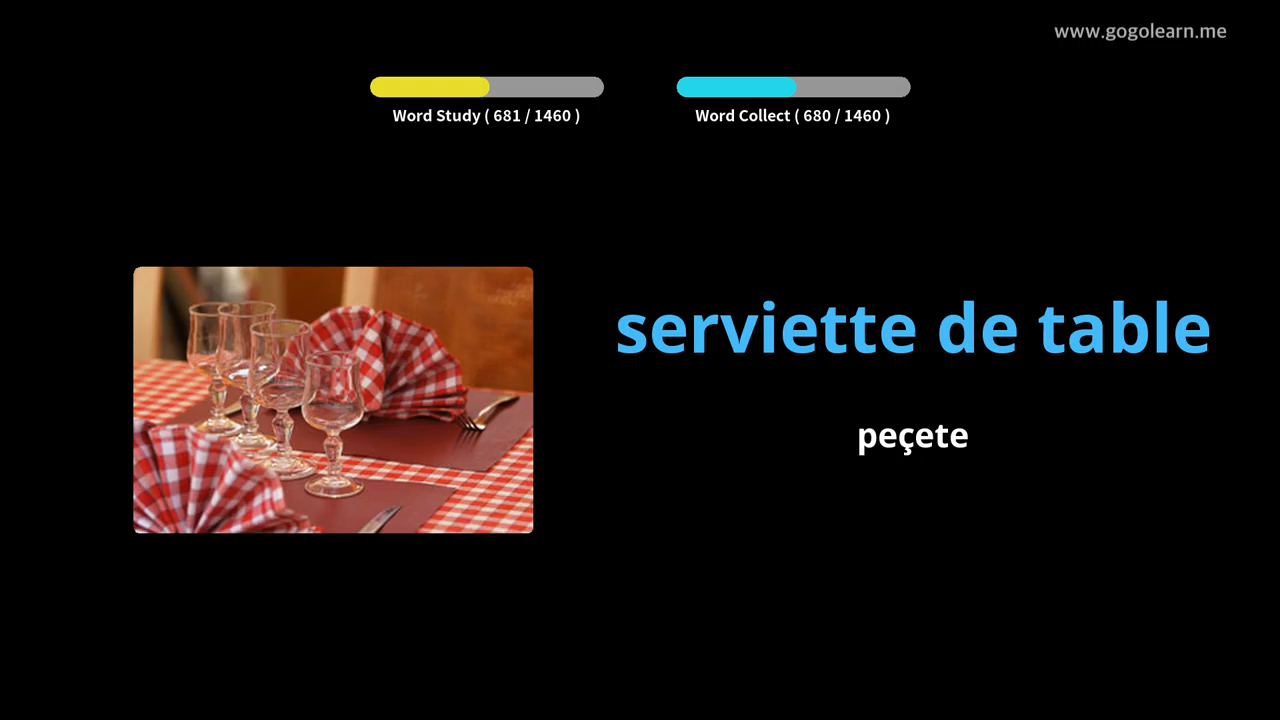 www.gogolearn.me
Word Study ( 681 / 1460 )
Word Collect ( 680 / 1460 )
serviette de table
peçete